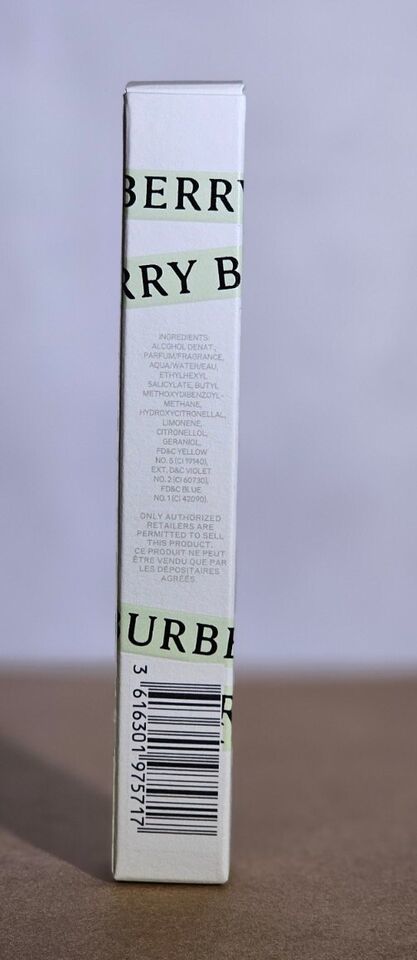 BERRY
RRY B
INGREDIENTS:
ALCOHOL DENAT.,
PARFUM/FRAGRANCE,
AQUA/WATER/EAU,
ETHYLHEXYL
SALICYLATE, BUTYL
METHOXYDIBENZOYL-
METHANE,
HYDROXYCITRONELLAL,
LIMONENE,
CITRONELLOL,
GERANIOL,
FD&C YELLOW
NO. 5 (CI 19140),
EXT. D&C VIOLET
NO. 2 (CI 60730),
FD&C BLUE
NO. 1 (CI 42090).
ONLY AUTHORIZED
RETAILERS ARE
PERMITTED TO SELL
THIS PRODUCT.
CE PRODUIT NE PEUT
ÊTRE VENDU QUE PAR
LES DÉPOSITAIRES
AGRÉÉS.
BURBE
R
3 616301 975717